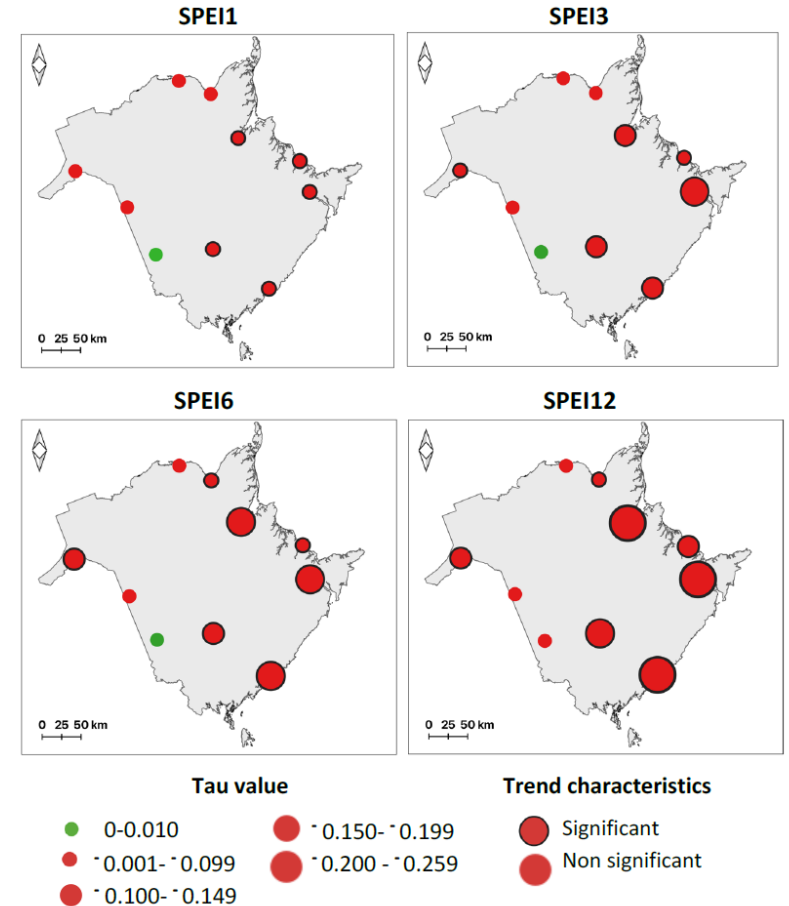 SPEI1
SPEI3
0 25 50 km
0 25 50 km
SPEI6
SPEI12
0 25 50 km
0 25 50 km
Tau value
0-0.010
-0.001- -0.099
-0.100- -0.149
-0.150- -0.199
-0.200 - -0.259
Trend characteristics
Significant
Non significant